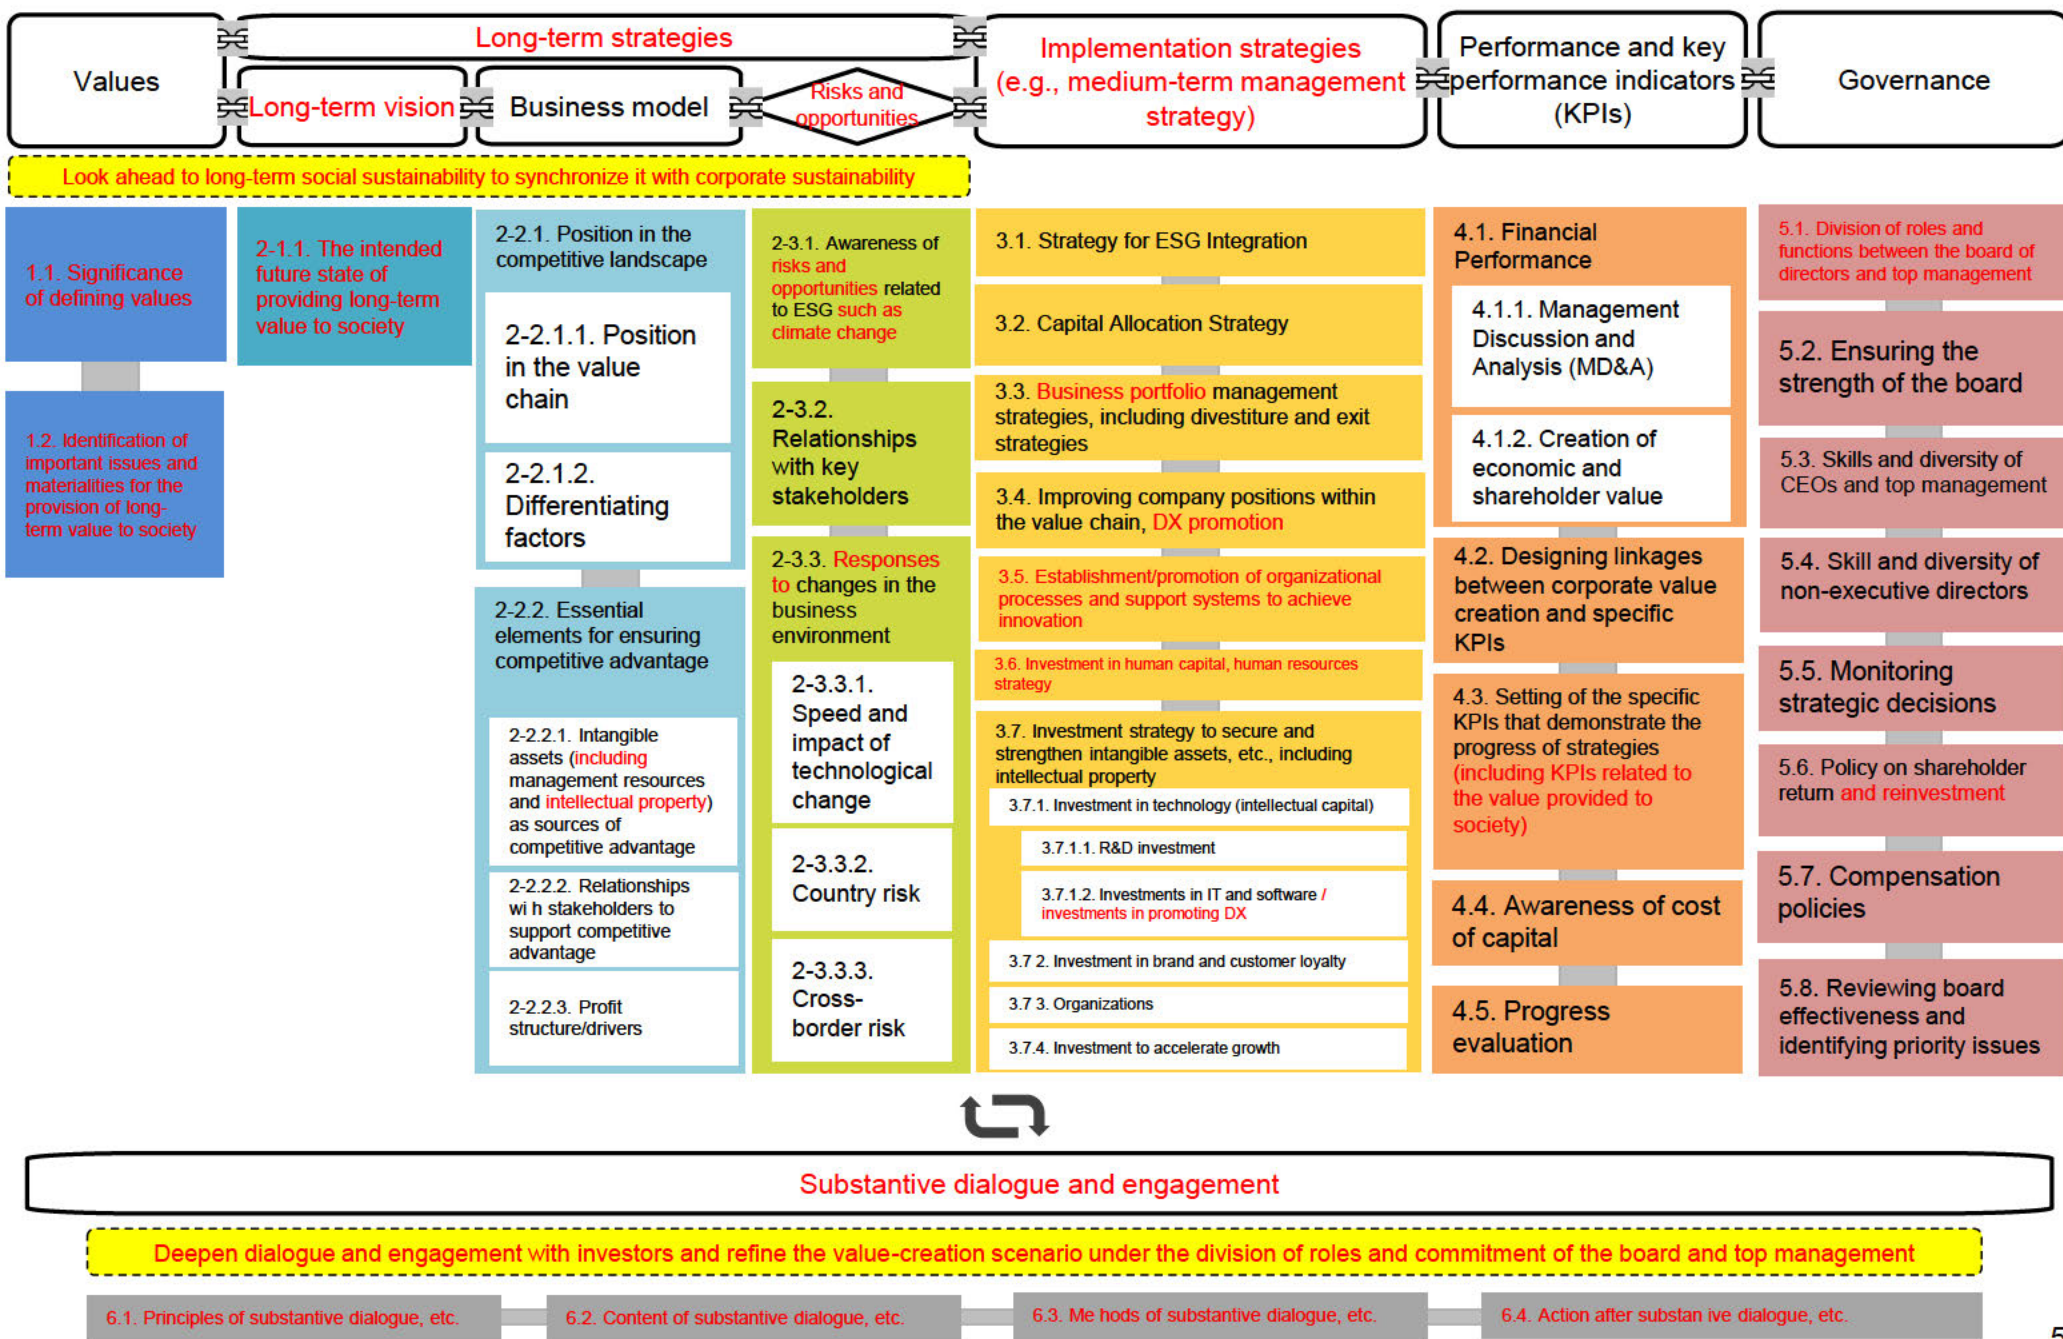 Values
Long-term strategies
Long-term vision
Business model
Risks and
opportunities
Implementation strategies
(e.g., medium-term management
strategy)
Performance and key
performance indicators
(KPIs)
Governance
Look ahead to long-term social sustainability to synchronize it with corporate sustainability
1.1. Significance
of defining values
1.2. Identification of
important issues and
materialities for the
provision of long-
term value to society
2-1.1. The intended
future state of
providing long-term
value to society
2-2.1. Position in the
competitive landscape
2-2.1.1. Position
in the value
chain
2-2.1.2.
Differentiating
factors
2-2.2. Essential
elements for ensuring
competitive advantage
2-2.2.1. Intangible
assets (including
management resources
and intellectual property)
as sources of
competitive advantage
2-2.2.2. Relationships
wi h stakeholders to
support competitive
advantage
2-2.2.3. Profit
structure/drivers
2-3.1. Awareness of
risks and
opportunities related
to ESG such as
climate change
2-3.2.
Relationships
with key
stakeholders
2-3.3. Responses
to changes in the
business
environment
2-3.3.1.
Speed and
impact of
technological
change
2-3.3.2.
Country risk
2-3.3.3.
Cross-
border risk
3.1. Strategy for ESG Integration
3.2. Capital Allocation Strategy
3.3. Business portfolio management
strategies, including divestiture and exit
strategies
3.4. Improving company positions within
the value chain, DX promotion
3.5. Establishment/promotion of organizational
processes and support systems to achieve
innovation
3.6. Investment in human capital, human resources
strategy
3.7. Investment strategy to secure and
strengthen intangible assets, etc., including
intellectual property
3.7.1. Investment in technology (intellectual capital)
3.7.1.1. R&D investment
3.7.1.2. Investments in IT and software /
investments in promoting DX
3.7 2. Investment in brand and customer loyalty
3.7 3. Organizations
3.7.4. Investment to accelerate growth
4.1. Financial
Performance
4.1.1. Management
Discussion and
Analysis (MD&A)
4.1.2. Creation of
economic and
shareholder value
4.2. Designing linkages
between corporate value
creation and specific
KPIs
4.3. Setting of the specific
KPIs that demonstrate the
progress of strategies
(including KPIs related to
the value provided to
society)
4.4. Awareness of cost
of capital
4.5. Progress
evaluation
5.1. Division of roles and
functions between the board of
directors and top management
5.2. Ensuring the
strength of the board
5.3. Skills and diversity of
CEOs and top management
5.4. Skill and diversity of
non-executive directors
5.5. Monitoring
strategic decisions
5.6. Policy on shareholder
return and reinvestment
5.7. Compensation
policies
5.8. Reviewing board
effectiveness and
identifying priority issues
Substantive dialogue and engagement
Deepen dialogue and engagement with investors and refine the value-creation scenario under the division of roles and commitment of the board and top management
6.1. Principles of substantive dialogue, etc.
6.2. Content of substantive dialogue, etc.
6.3. Me hods of substantive dialogue, etc.
6.4. Action after substan ive dialogue, etc.